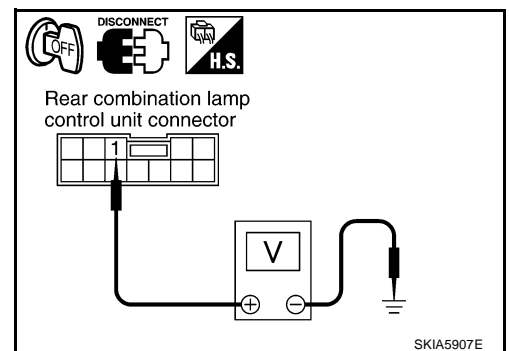 DISCONNECT
OFF
H.S.
Rear combination lamp
control unit connector
1
V
+ −
SKIA5907E